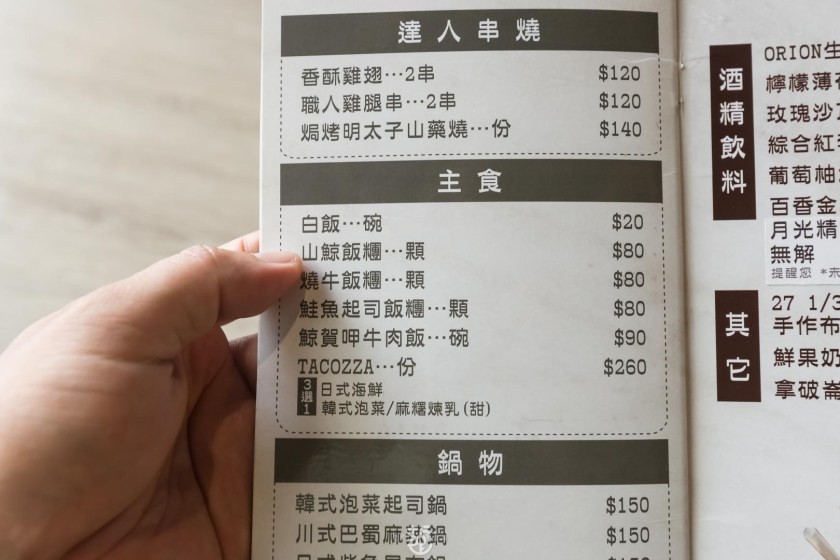 達人串燒
香酥雞翅…2串 $120
職人雞腿串…2串 $120
焗烤明太子山藥燒…份 $140
主食
白飯…碗 $20
山鯨飯糰…顆 $80
燒牛飯糰…顆 $80
鮭魚起司飯糰…顆 $80
鯨賀呷牛肉飯…碗 $90
TACOZZA…份 $260
3選1 日式海鮮
韓式泡菜/麻糬煉乳(甜)
鍋物
韓式泡菜起司鍋 $150
川式巴蜀麻辣鍋 $150
$150
酒精飲料
ORION生
檸檬薄
玫瑰沙
綜合紅
葡萄柚
百香金
月光精
無解
提醒您 *未
其它
27 1/3
手作布
鮮果奶
拿破崙